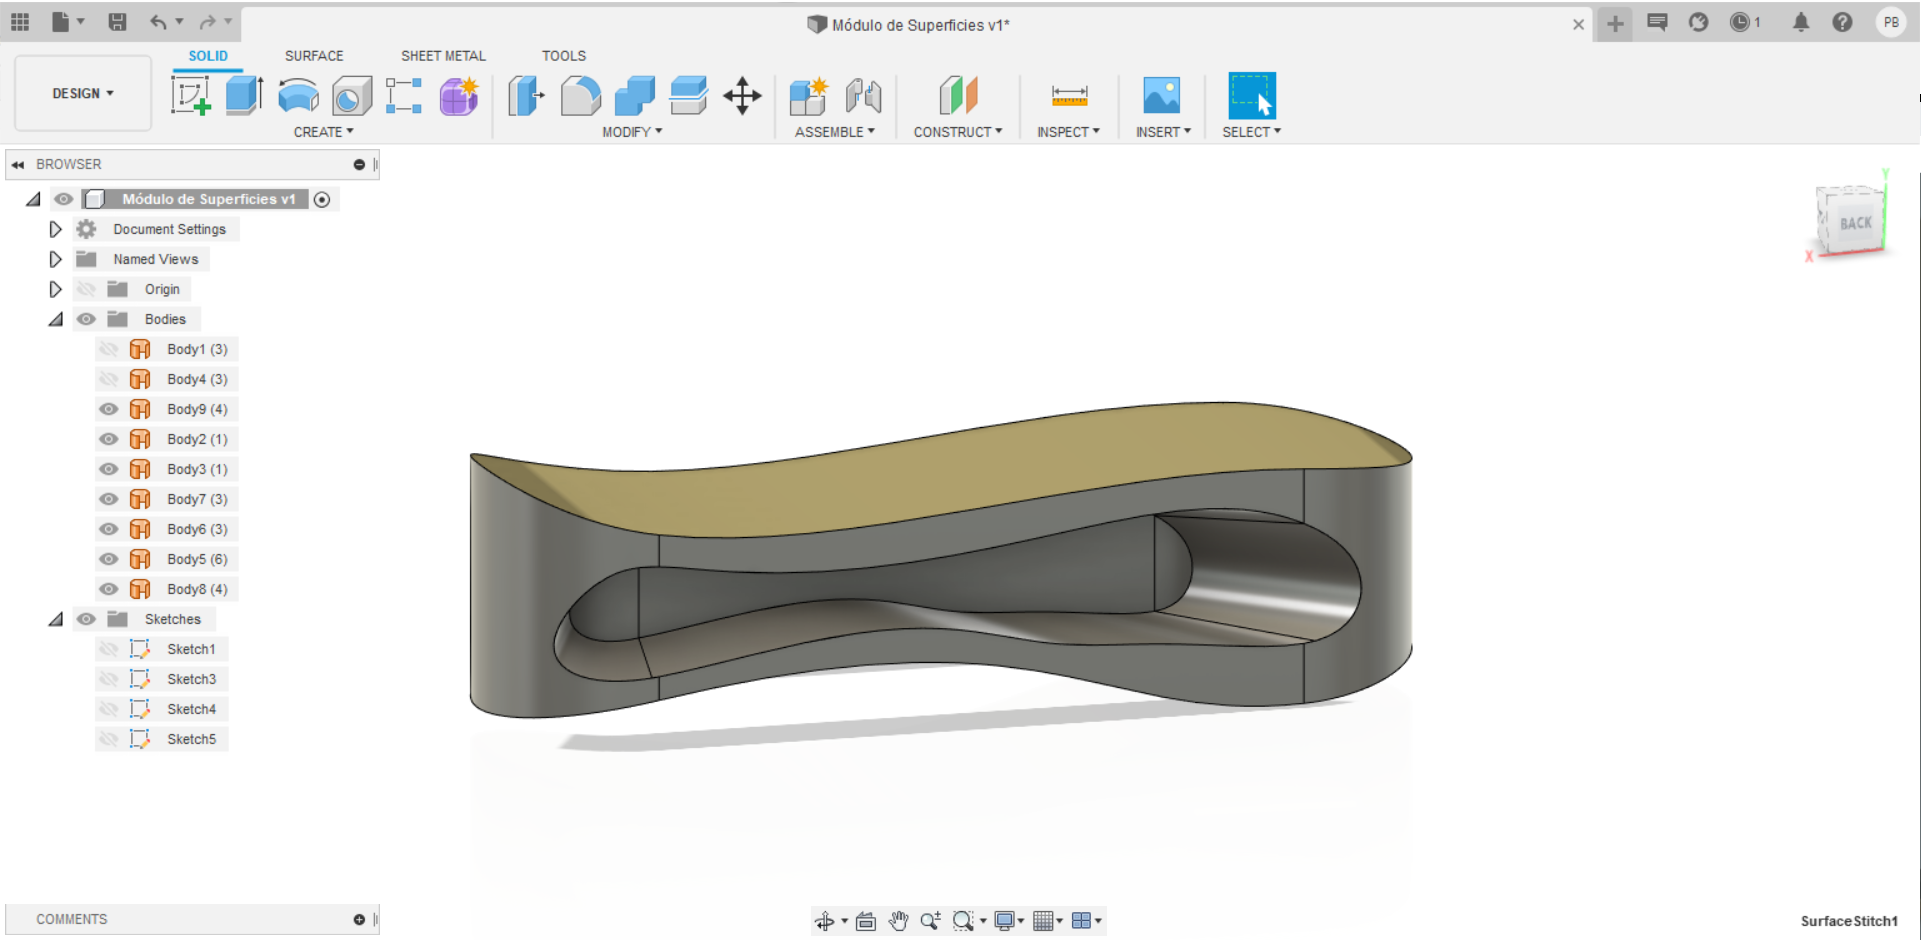 Módulo de Superficies v1*
1
PB
SOLID
SURFACE
SHEET METAL
TOOLS
DESIGN
CREATE
MODIFY
ASSEMBLE
CONSTRUCT
INSPECT
INSERT
SELECT
BROWSER
Módulo de Superficies v1
Document Settings
Named Views
Origin
Bodies
Body1 (3)
Body4 (3)
Body9 (4)
Body2 (1)
Body3 (1)
Body7 (3)
Body6 (3)
Body5 (6)
Body8 (4)
Sketches
Sketch1
Sketch3
Sketch4
Sketch5
Y
BACK
X
COMMENTS
SurfaceStitch1